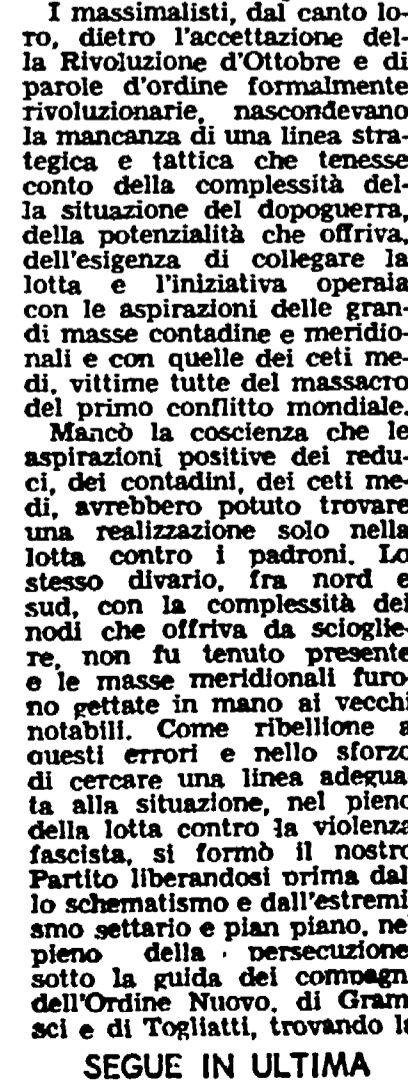 I massimalisti, dal canto lo-
ro, dietro l'accettazione del-
la Rivoluzione d'Ottobre e di
parole d'ordine formalmente
rivoluzionarie, nascondevano
la mancanza di una linea stra-
tegica e tattica che tenesse
conto della complessità del-
la situazione del dopoguerra,
della potenzialità che offriva,
dell'esigenza di collegare la
lotta e l'iniziativa operaia
con le aspirazioni delle gran-
di masse contadine e meridio-
nali e con quelle dei ceti me-
di, vittime tutte del massacro
del primo conflitto mondiale.
Mancò la coscienza che le
aspirazioni positive dei redu-
ci, dei contadini, dei ceti me-
di, avrebbero potuto trovare
una realizzazione solo nella
lotta contro i padroni. Lo
stesso divario, fra nord e
sud, con la complessità dei
nodi che offriva da scioglie-
re, non fu tenuto presente
e le masse meridionali furo-
no gettate in mano ai vecchi
notabili. Come ribellione a
questi errori e nello sforzo
di cercare una linea adegua
ta alla situazione, nel pieno
della lotta contro la violenza
fascista, si formò il nostro
Partito liberandosi prima dal
lo schematismo e dall'estremi
smo settario e pian piano, nel
pieno della persecuzione
sotto la guida dei compagn
dell'Ordine Nuovo, di Gram
sci e di Togliatti, trovando la
SEGUE IN ULTIMA